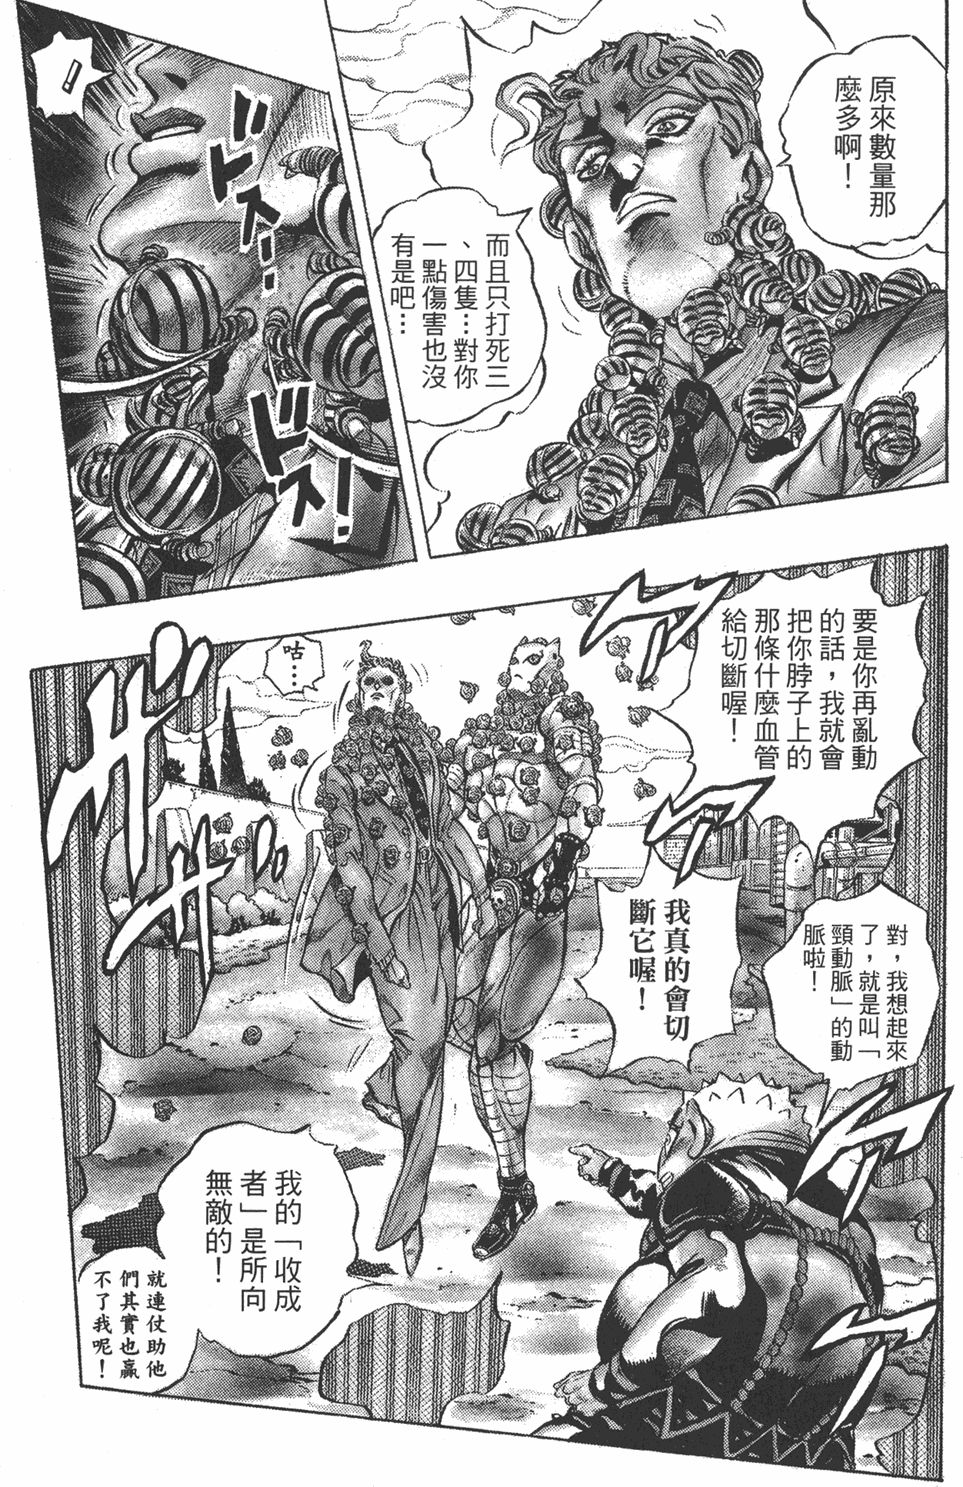 原來數量那
麼多啊！
而且只打死三
、四隻…對你
一點傷害也沒
有是吧…
！
ドドス…
ドドス！
要是你再亂動
的話，我就會
把你脖子上的
那條什麼血管
給切斷喔！
對，我想起來
了，就是叫「
頸動脈」的動
脈啦！
我真的會切
斷它喔！
咕…
我的「收成
者」是所向
無敵的！
就連仗助他
們其實也贏
不了我呢！